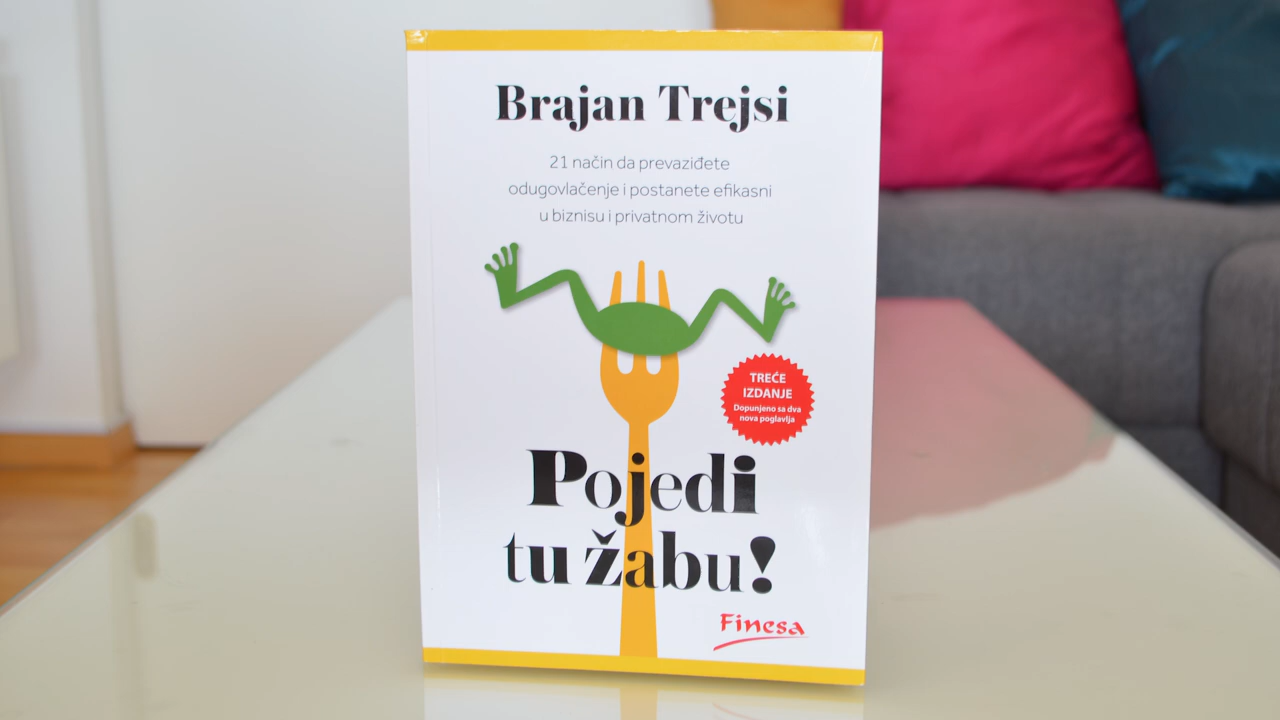 Brajan Trejsi
21 način da prevaziđete
odugovlačenje i postanete efikasni
u biznisu i privatnom životu
TREĆE
IZDANJE
Dopunjeno sa dva
nova poglavlja
Pojedi
tu žabu!
Finesa